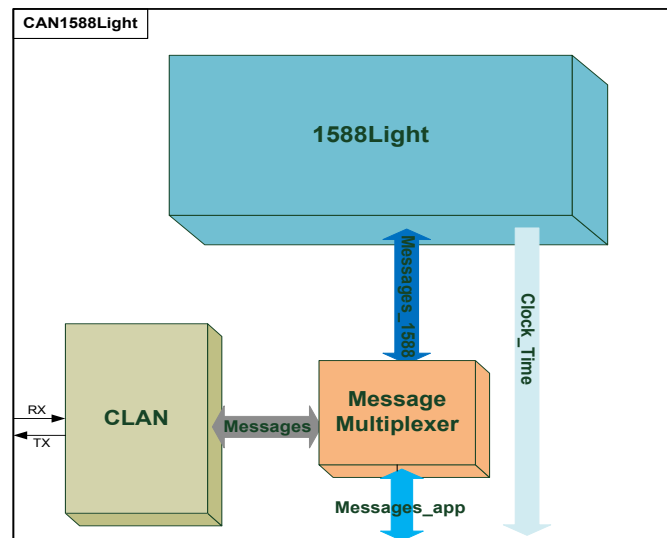 CAN1588Light
1588Light
Messages_1588
Clock_Time
Message
Multiplexer
CLAN
RX
TX
Messages
Messages_app